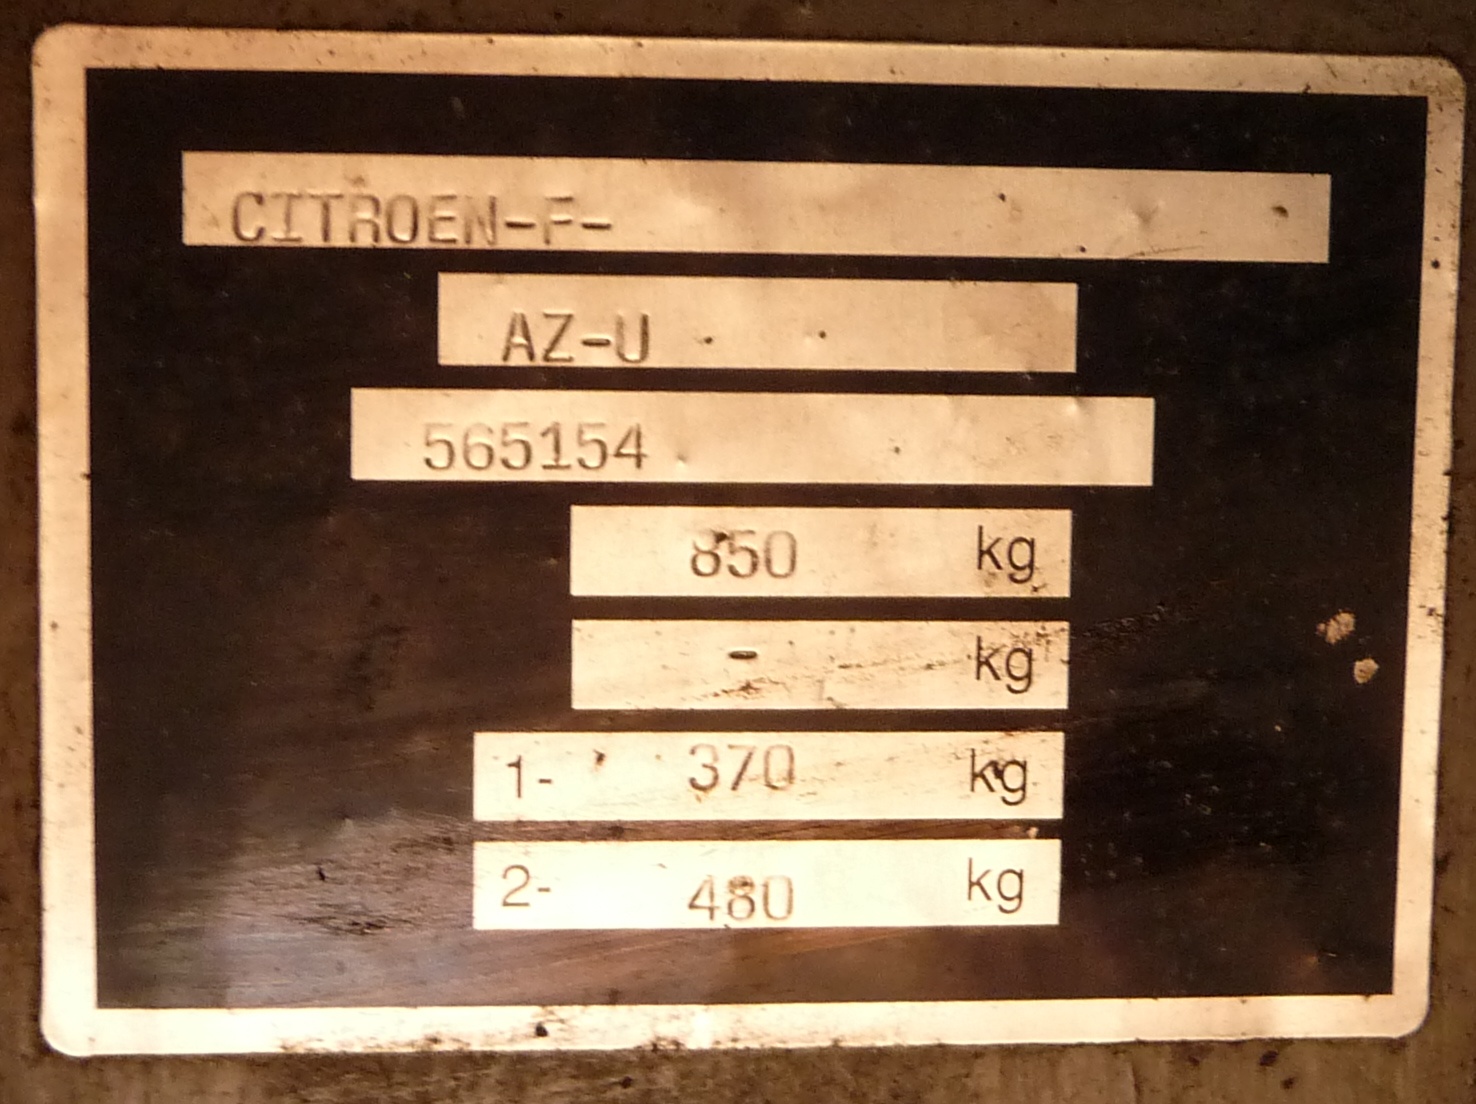 CITROEN-F-
AZ-U
565154
850 kg
- kg
1- 370 kg
2- 480 kg